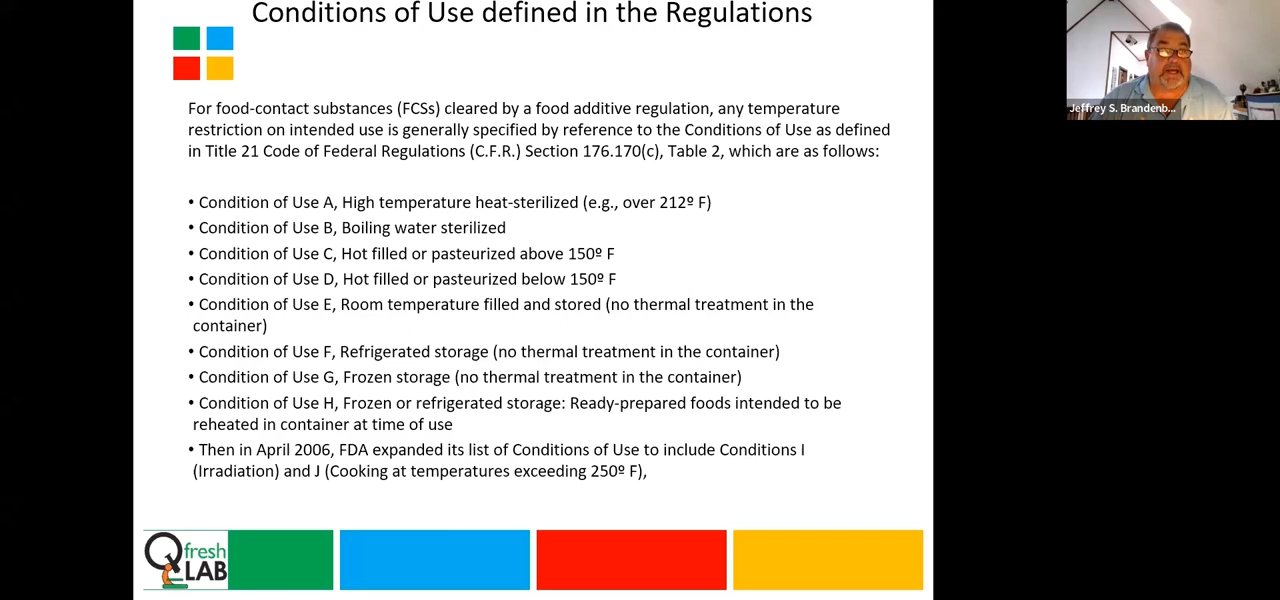 Conditions of Use defined in the Regulations
Jeffrey S. Brandenb...
For food-contact substances (FCSs) cleared by a food additive regulation, any temperature
restriction on intended use is generally specified by reference to the Conditions of Use as defined
in Title 21 Code of Federal Regulations (C.F.R.) Section 176.170(c), Table 2, which are as follows:
• Condition of Use A, High temperature heat-sterilized (e.g., over 212º F)
• Condition of Use B, Boiling water sterilized
• Condition of Use C, Hot filled or pasteurized above 150º F
• Condition of Use D, Hot filled or pasteurized below 150º F
• Condition of Use E, Room temperature filled and stored (no thermal treatment in the
container)
• Condition of Use F, Refrigerated storage (no thermal treatment in the container)
• Condition of Use G, Frozen storage (no thermal treatment in the container)
• Condition of Use H, Frozen or refrigerated storage: Ready-prepared foods intended to be
reheated in container at time of use
• Then in April 2006, FDA expanded its list of Conditions of Use to include Conditions I
(Irradiation) and J (Cooking at temperatures exceeding 250º F),
Q fresh
LAB